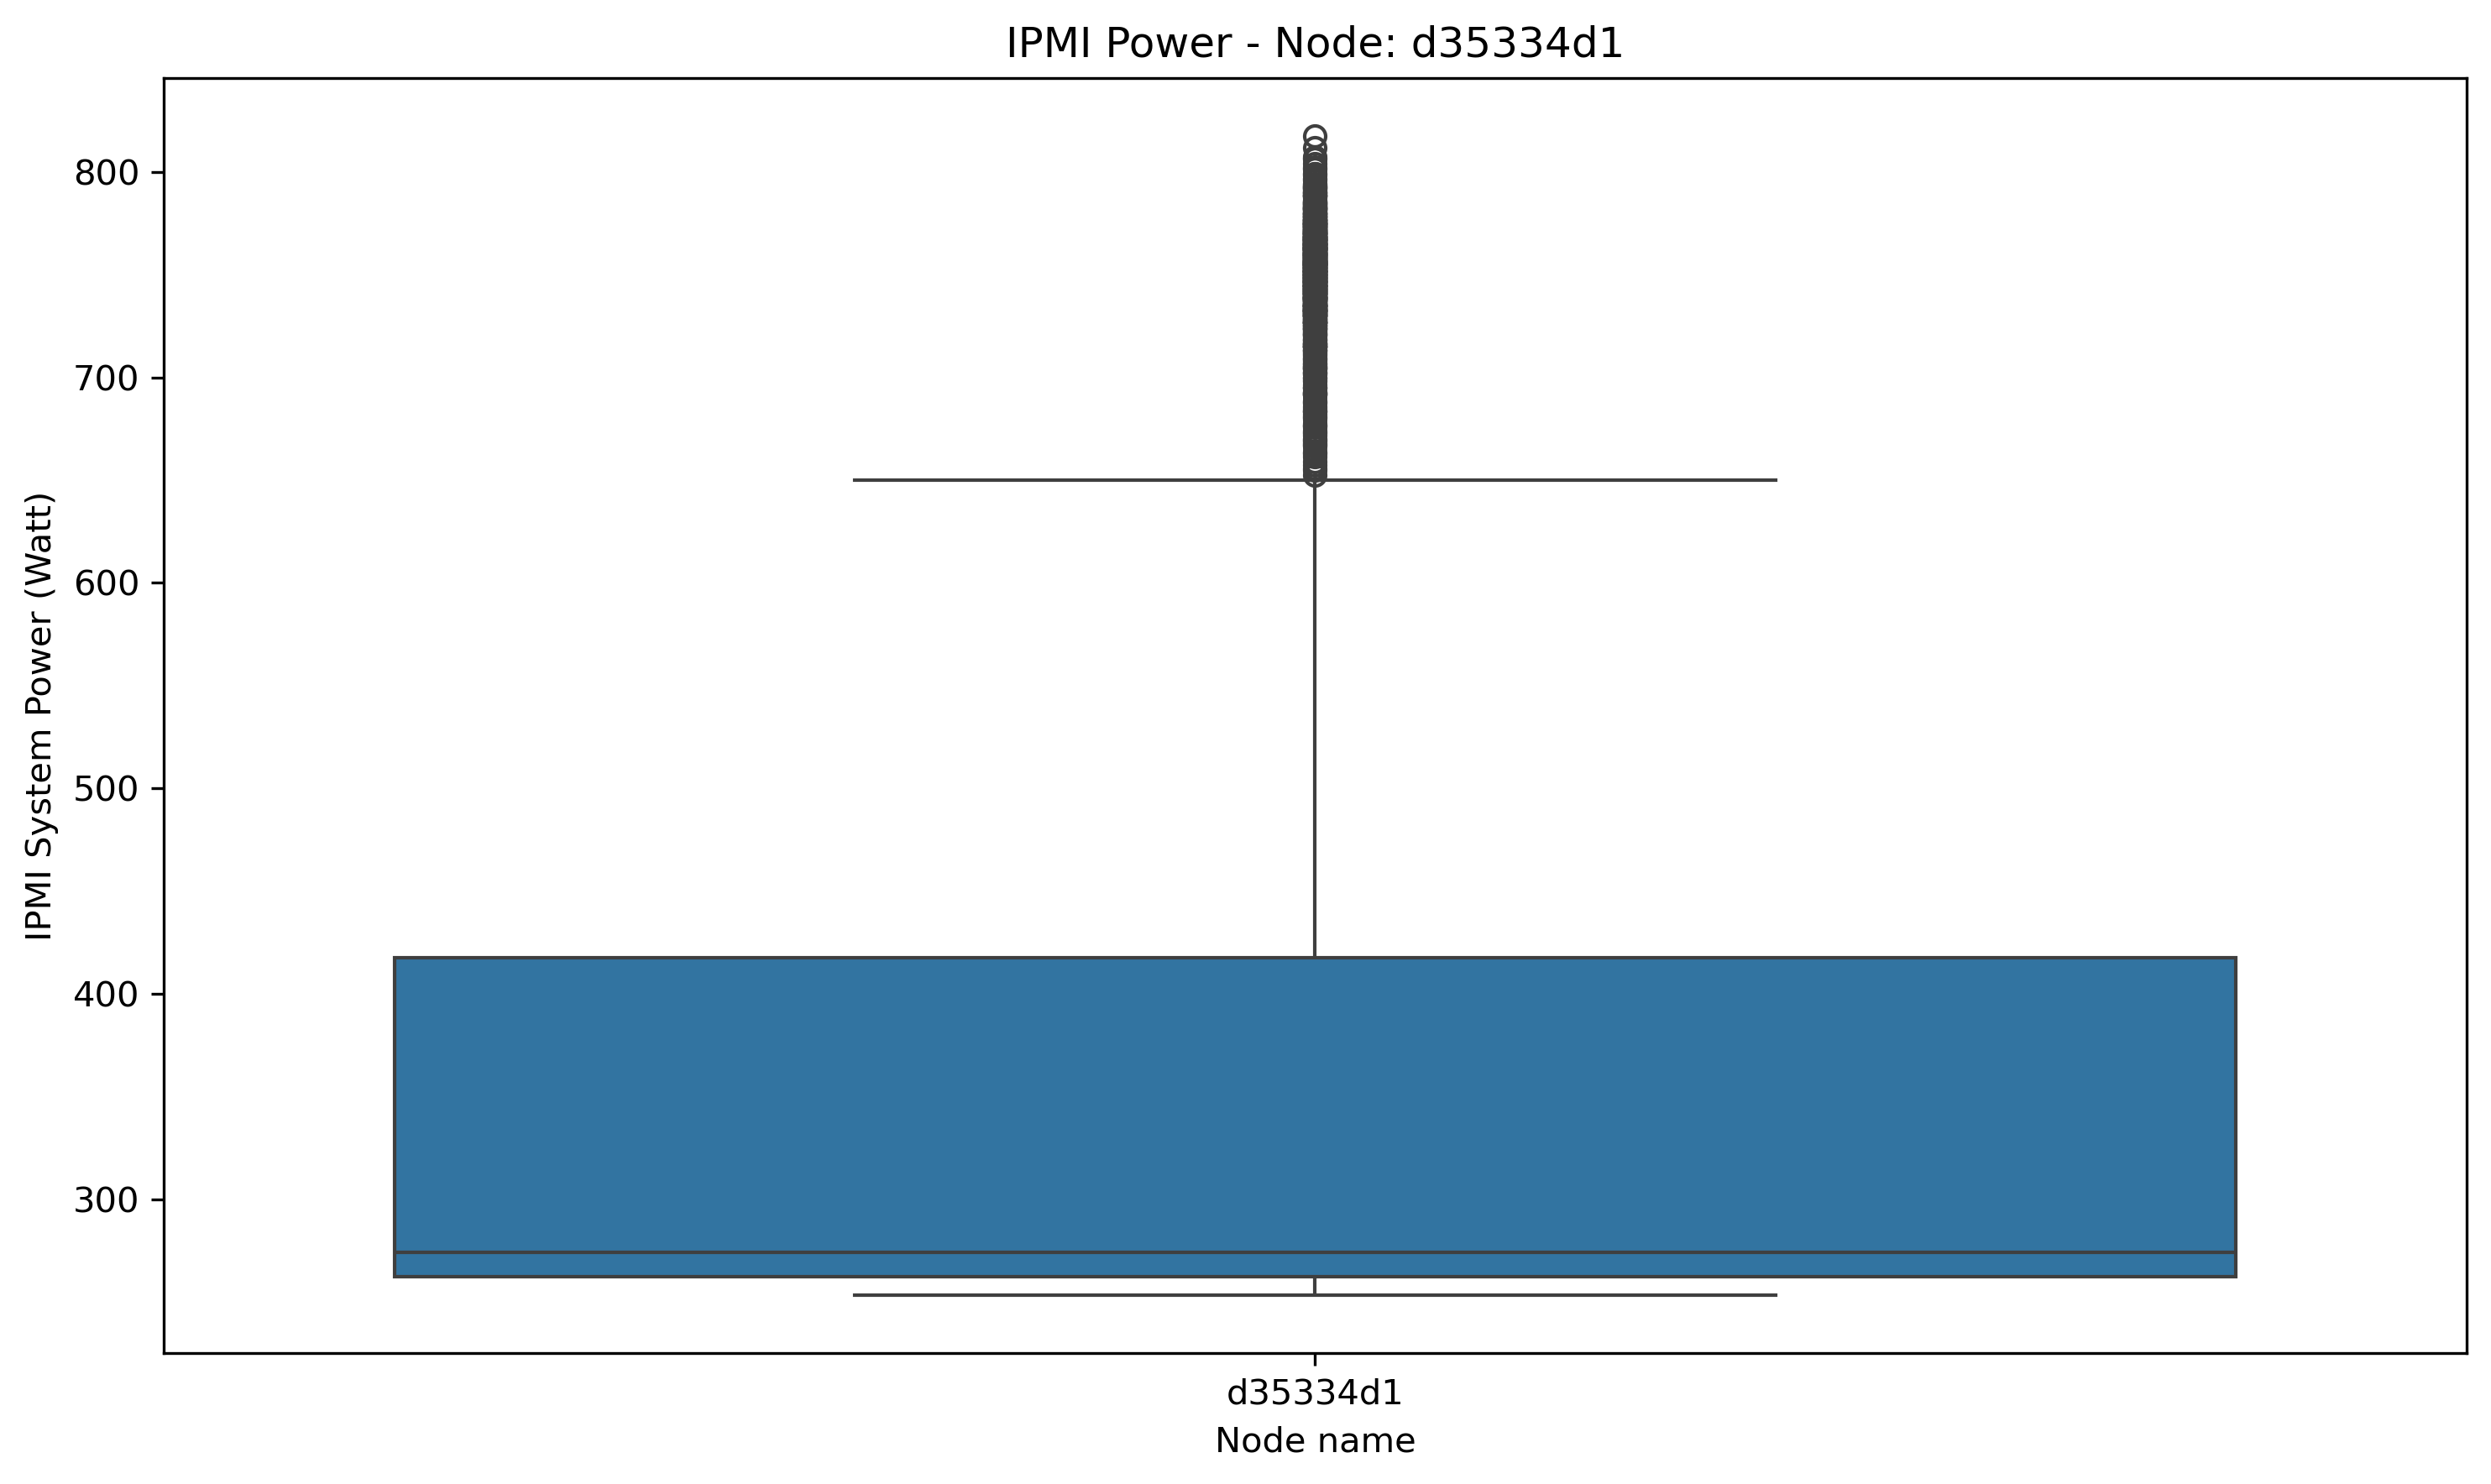 IPMI Power - Node: d35334d1
IPMI System Power (Watt)
800
700
600
500
400
300
d35334d1
Node name